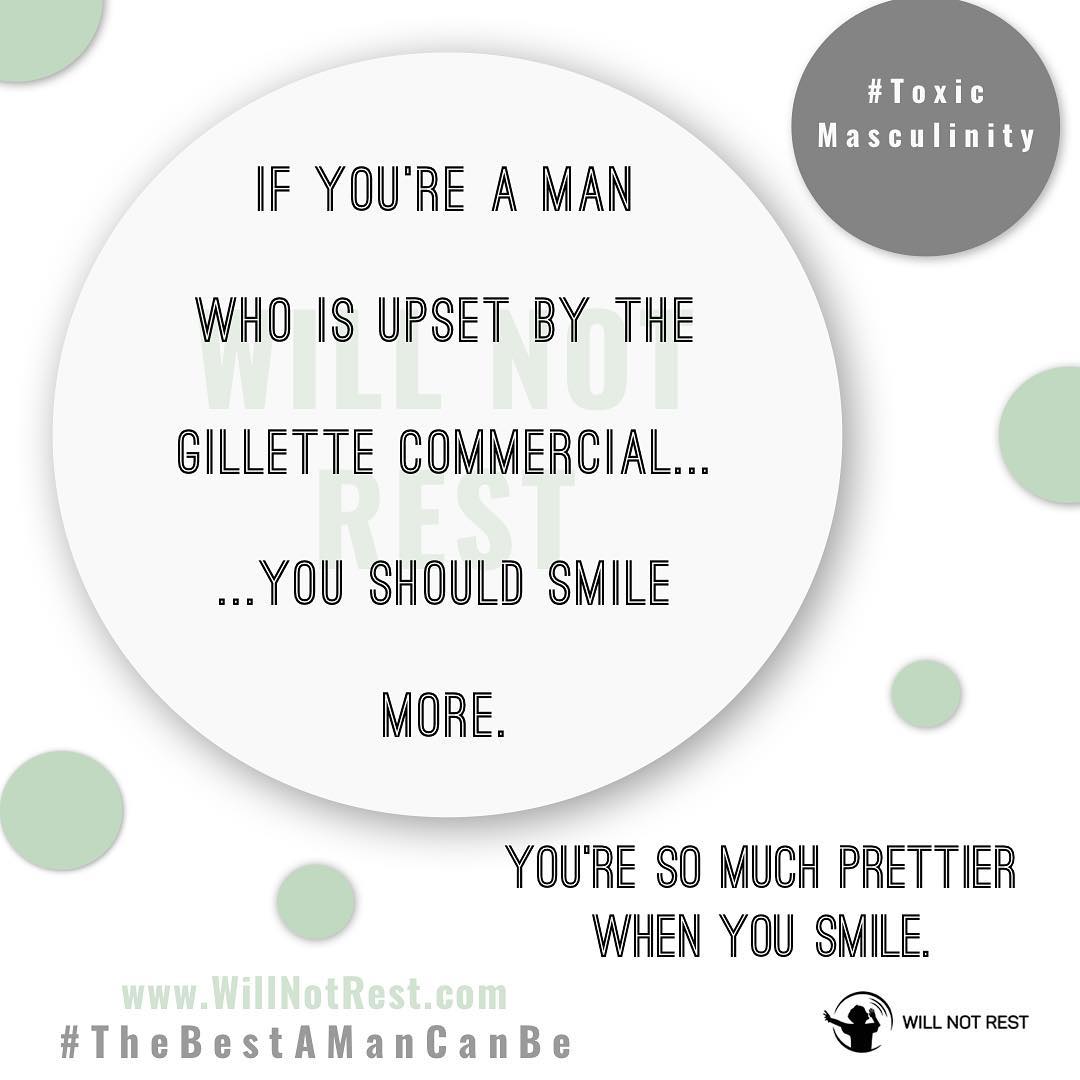 #Toxic
Masculinity
IF YOU'RE A MAN
WHO IS UPSET BY THE
WILL NOT
GILLETTE COMMERCIAL...
REST
...YOU SHOULD SMILE
MORE.
YOU'RE SO MUCH PRETTIER
WHEN YOU SMILE.
www.WillNotRest.com
#TheBestAManCanBe
WILL NOT REST